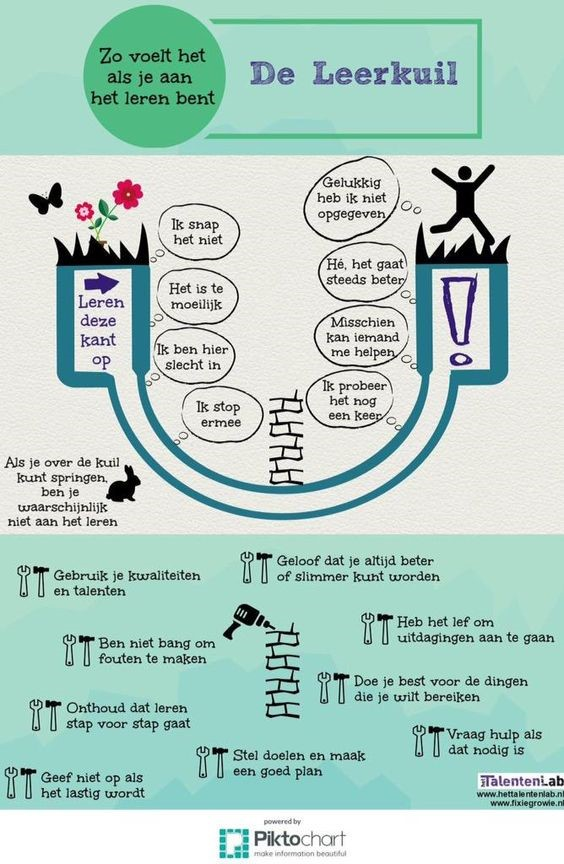 Zo voelt het
als je aan
het leren bent
De Leerkuil
Leren
deze
kant
op
Ik snap
het niet
Het is te
moeilijk
Ik ben hier
slecht in
Ik stop
ermee
Gelukkig
heb ik niet
opgegeven
Hé, het gaat
steeds beter
Misschien
kan iemand
me helpen
Ik probeer
het nog
een keer
!
Als je over de kuil
kunt springen,
ben je
waarschijnlijk
niet aan het leren
Gebruik je kwaliteiten
en talenten
Geloof dat je altijd beter
of slimmer kunt worden
Ben niet bang om
fouten te maken
Heb het lef om
uitdagingen aan te gaan
Onthoud dat leren
stap voor stap gaat
Doe je best voor de dingen
die je wilt bereiken
Stel doelen en maak
een goed plan
Vraag hulp als
dat nodig is
Geef niet op als
het lastig wordt
TalentenLab
www.hettalentenlab.nl
www.fixiegrowie.nl
powered by
Piktochart
make information beautiful